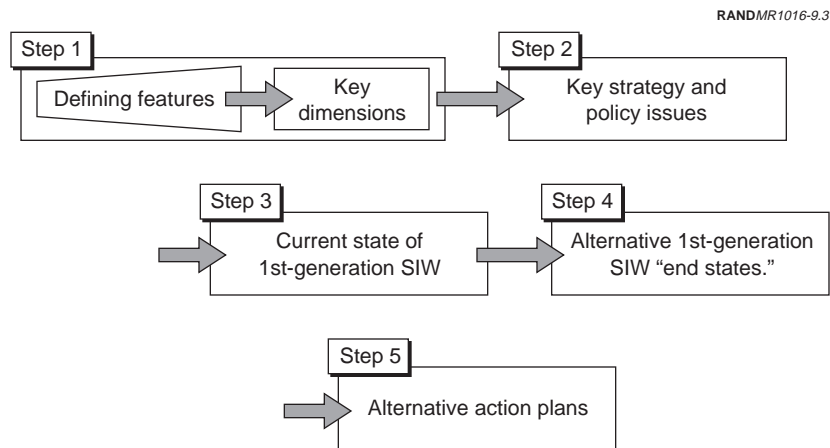 RANDMR1016-9.3
Step 1
Defining features
Key
dimensions
Step 2
Key strategy and
policy issues
Step 3
Current state of
1st-generation SIW
Step 4
Alternative 1st-generation
SIW “end states.”
Step 5
Alternative action plans